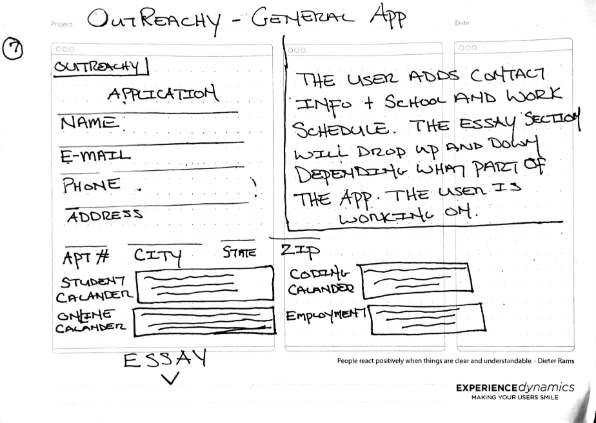 Project: OUTREACHY - GENERAL APP
Date:
7
OUTREACHY
APPLICATION
NAME
E-MAIL
PHONE
ADDRESS
APT # CITY STATE ZIP
STUDENT CALANDER
ONLINE CALANDER
CODING CALANDER
EMPLOYMENT
ESSAY
THE USER ADDS CONTACT
INFO + SCHOOL AND WORK
SCHEDULE. THE ESSAY SECTION
WILL DROP UP AND DOWN
DEPENDING WHAT PART OF
THE APP. THE USER IS
WORKING ON.
People react positively when things are clear and understandable. - Dieter Rams
EXPERIENCEdynamics
MAKING YOUR USERS SMILE